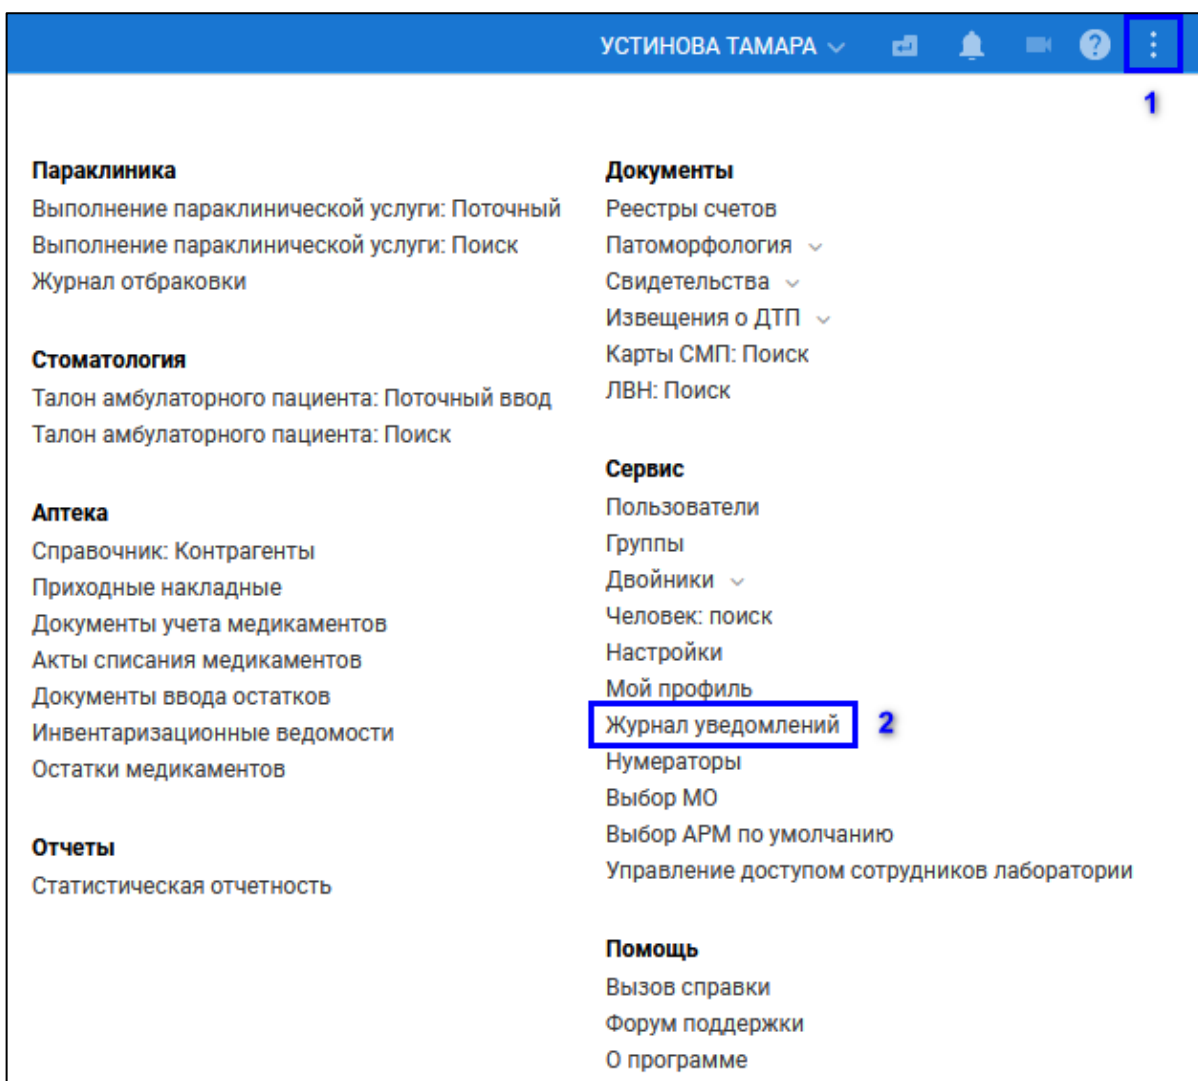 УСТИНОВА ТАМАРА
1
Параклиника
Выполнение параклинической услуги: Поточный
Выполнение параклинической услуги: Поиск
Журнал отбраковки
Стоматология
Талон амбулаторного пациента: Поточный ввод
Талон амбулаторного пациента: Поиск
Аптека
Справочник: Контрагенты
Приходные накладные
Документы учета медикаментов
Акты списания медикаментов
Документы ввода остатков
Инвентаризационные ведомости
Остатки медикаментов
Отчеты
Статистическая отчетность
Документы
Реестры счетов
Патоморфология
Свидетельства
Извещения о ДТП
Карты СМП: Поиск
ЛВН: Поиск
Сервис
Пользователи
Группы
Двойники
Человек: поиск
Настройки
Мой профиль
Журнал уведомлений 2
Нумераторы
Выбор МО
Выбор АРМ по умолчанию
Управление доступом сотрудников лаборатории
Помощь
Вызов справки
Форум поддержки
О программе